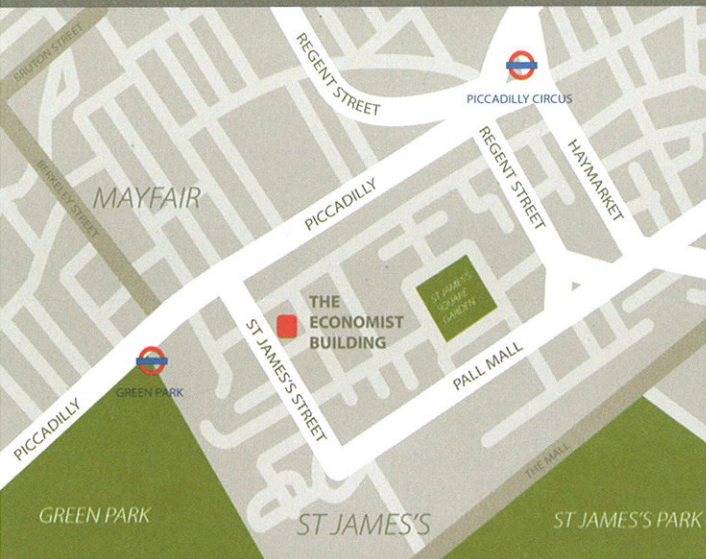 BRUTON STREET
REGENT STREET
PICCADILLY CIRCUS
BERKELEY STREET
MAYFAIR
PICCADILLY
REGENT STREET
HAYMARKET
ST JAMES'S
SQUARE
GARDEN
THE
ECONOMIST
BUILDING
ST JAMES'S STREET
PALL MALL
GREEN PARK
PICCADILLY
THE MALL
GREEN PARK
ST JAMES'S
ST JAMES'S PARK